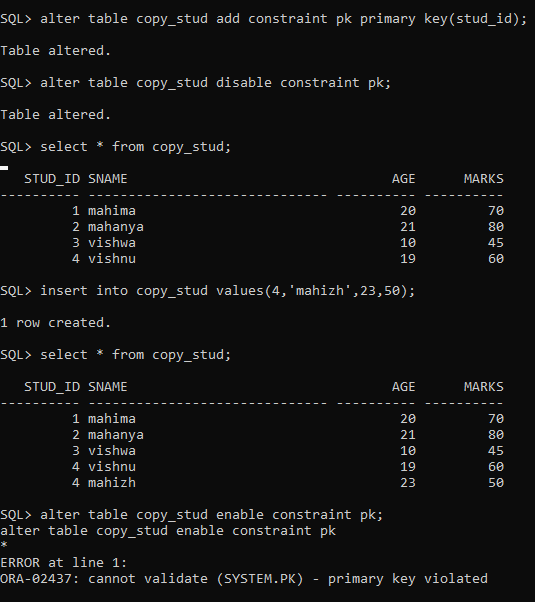 SQL> alter table copy_stud add constraint pk primary key(stud_id);
Table altered.
SQL> alter table copy_stud disable constraint pk;
Table altered.
SQL> select * from copy_stud;
   STUD_ID SNAME                                 AGE      MARKS
---------- ------------------------------ ---------- ----------
         1 mahima                                 20         70
         2 mahanya                                21         80
         3 vishwa                                 10         45
         4 vishnu                                 19         60
SQL> insert into copy_stud values(4,'mahizh',23,50);
1 row created.
SQL> select * from copy_stud;
   STUD_ID SNAME                                 AGE      MARKS
---------- ------------------------------ ---------- ----------
         1 mahima                                 20         70
         2 mahanya                                21         80
         3 vishwa                                 10         45
         4 vishnu                                 19         60
         4 mahizh                                 23         50
SQL> alter table copy_stud enable constraint pk;
alter table copy_stud enable constraint pk
*
ERROR at line 1:
ORA-02437: cannot validate (SYSTEM.PK) - primary key violated